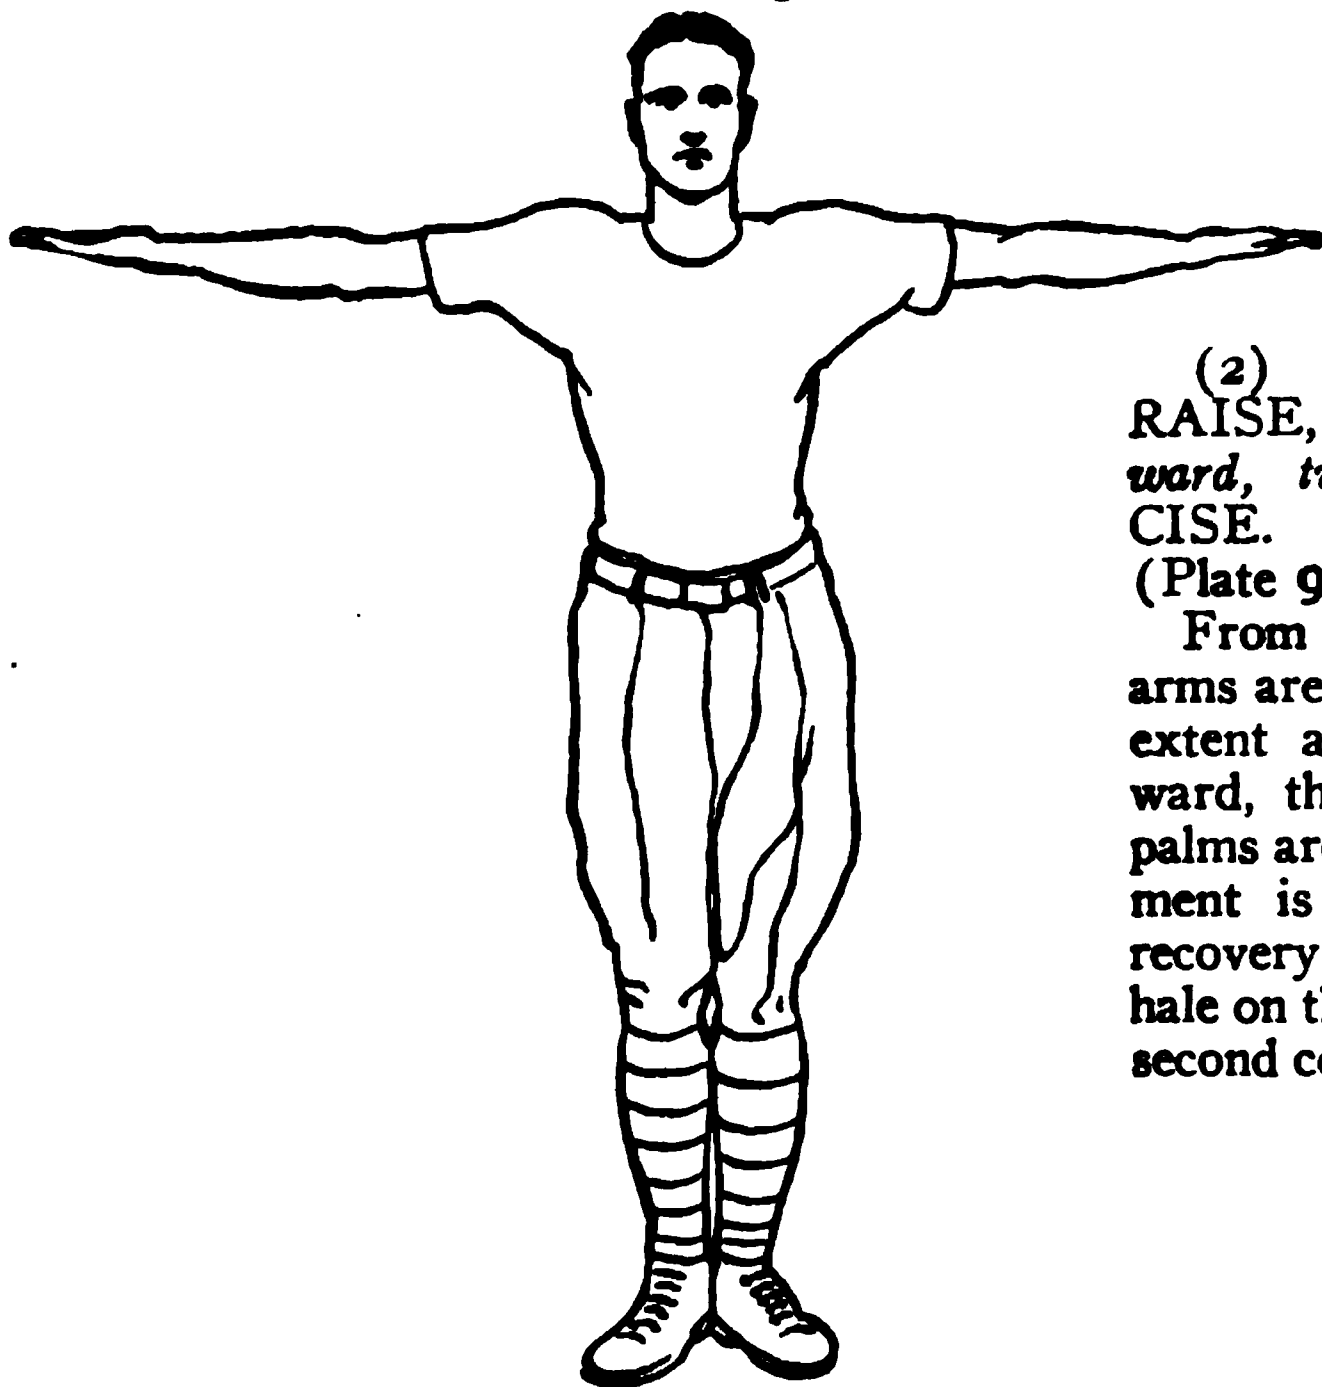 (2)
RAISE,
ward,
CISE.
(Plate 9
From
arms are
extent a
ward, th
palms ar
ment is
recovery
hale on t
second c